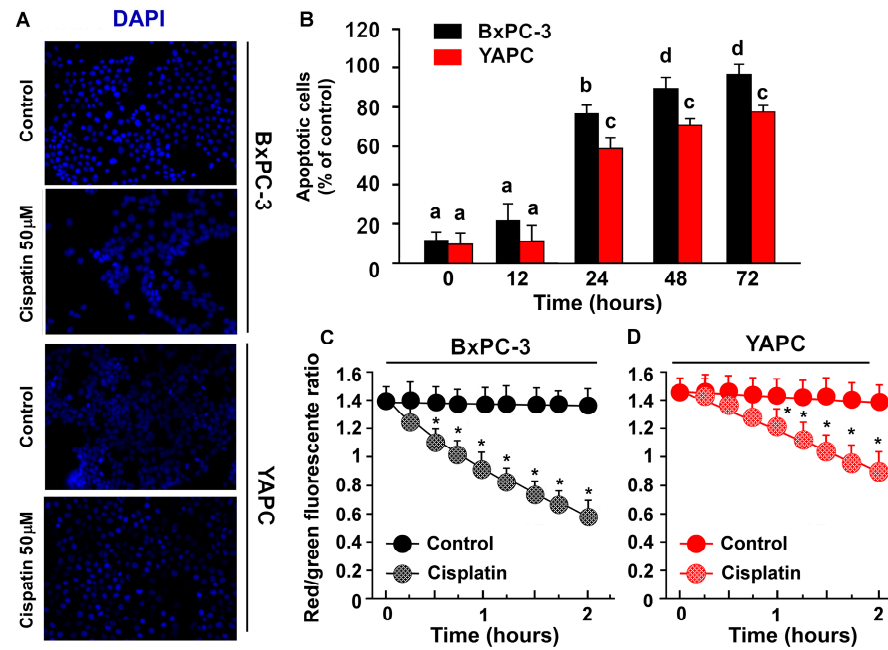 A
DAPI
Control
Cispatin 50µM
BxPC-3
Control
Cispatin 50µM
YAPC
B
BxPC-3
YAPC
Apoptotic cells
(% of control)
120
100
80
60
40
20
0
a a
a a
b c
d c
d c
0 12 24 48 72
Time (hours)
C
BxPC-3
Red/green fluorescente ratio
1.6
1.4
1.2
1
0.8
0.6
0.4
0.2
0
* * * * * * *
Control
Cisplatin
0 1 2
Time (hours)
D
YAPC
1.6
1.4
1.2
1
0.8
0.6
0.4
0.2
0
* * * * *
Control
Cisplatin
0 1 2
Time (hours)